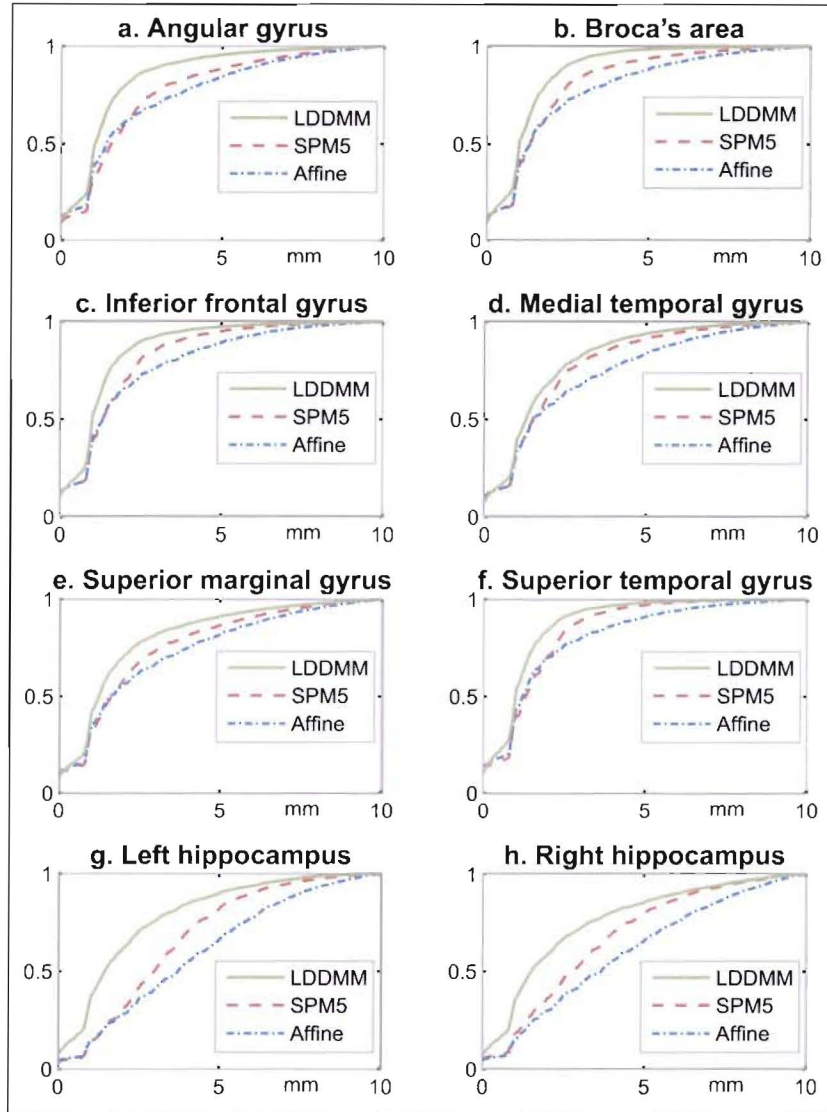 a. Angular gyrus
1
0.5
0
LDDMM
SPM5
Affine
0
5
mm
10
b. Broca's area
1
0.5
0
LDDMM
SPM5
Affine
0
5
mm
10
c. Inferior frontal gyrus
1
0.5
0
LDDMM
SPM5
Affine
0
5
mm
10
d. Medial temporal gyrus
1
0.5
0
LDDMM
SPM5
Affine
0
5
mm
10
e. Superior marginal gyrus
1
0.5
0
LDDMM
SPM5
Affine
0
5
mm
10
f. Superior temporal gyrus
1
0.5
0
LDDMM
SPM5
Affine
0
5
mm
10
g. Left hippocampus
1
0.5
0
LDDMM
SPM5
Affine
0
5
mm
10
h. Right hippocampus
1
0.5
0
LDDMM
SPM5
Affine
0
5
mm
10